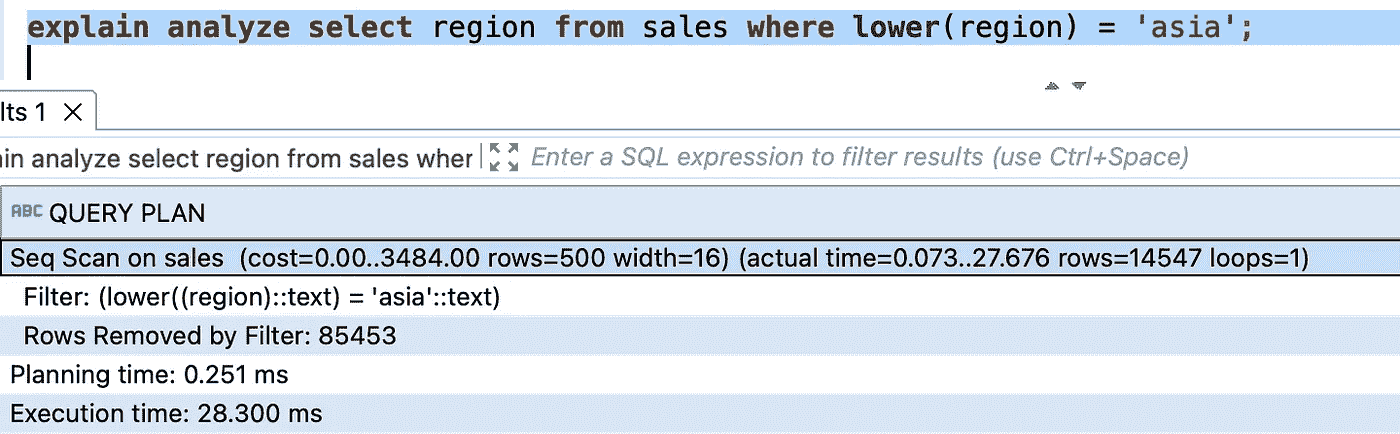 explain analyze select region from sales where lower(region) = 'asia';
lts 1
in analyze select region from sales wher
Enter a SQL expression to filter results (use Ctrl+Space)
ABC QUERY PLAN
Seq Scan on sales (cost=0.00..3484.00 rows=500 width=16) (actual time=0.073..27.676 rows=14547 loops=1)
Filter: (lower((region)::text) = 'asia'::text)
Rows Removed by Filter: 85453
Planning time: 0.251 ms
Execution time: 28.300 ms